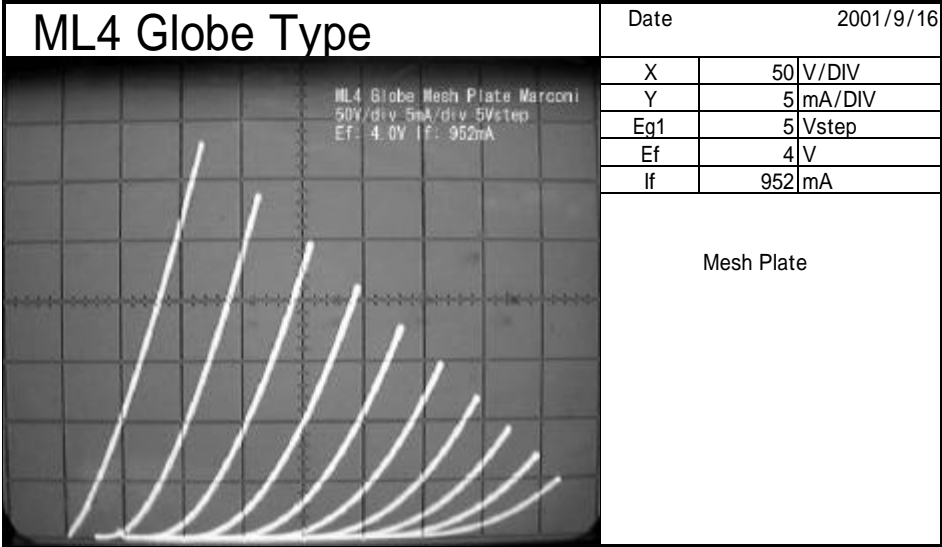 ML4 Globe Type
Date 2001/9/16
X 50 V/DIV
Y 5 mA/DIV
Eg1 5 Vstep
Ef 4 V
If 952 mA
Mesh Plate
ML4 Globe Mesh Plate Marconi
50V/div 5mA/div 5Vstep
Ef: 4.0V If: 952mA